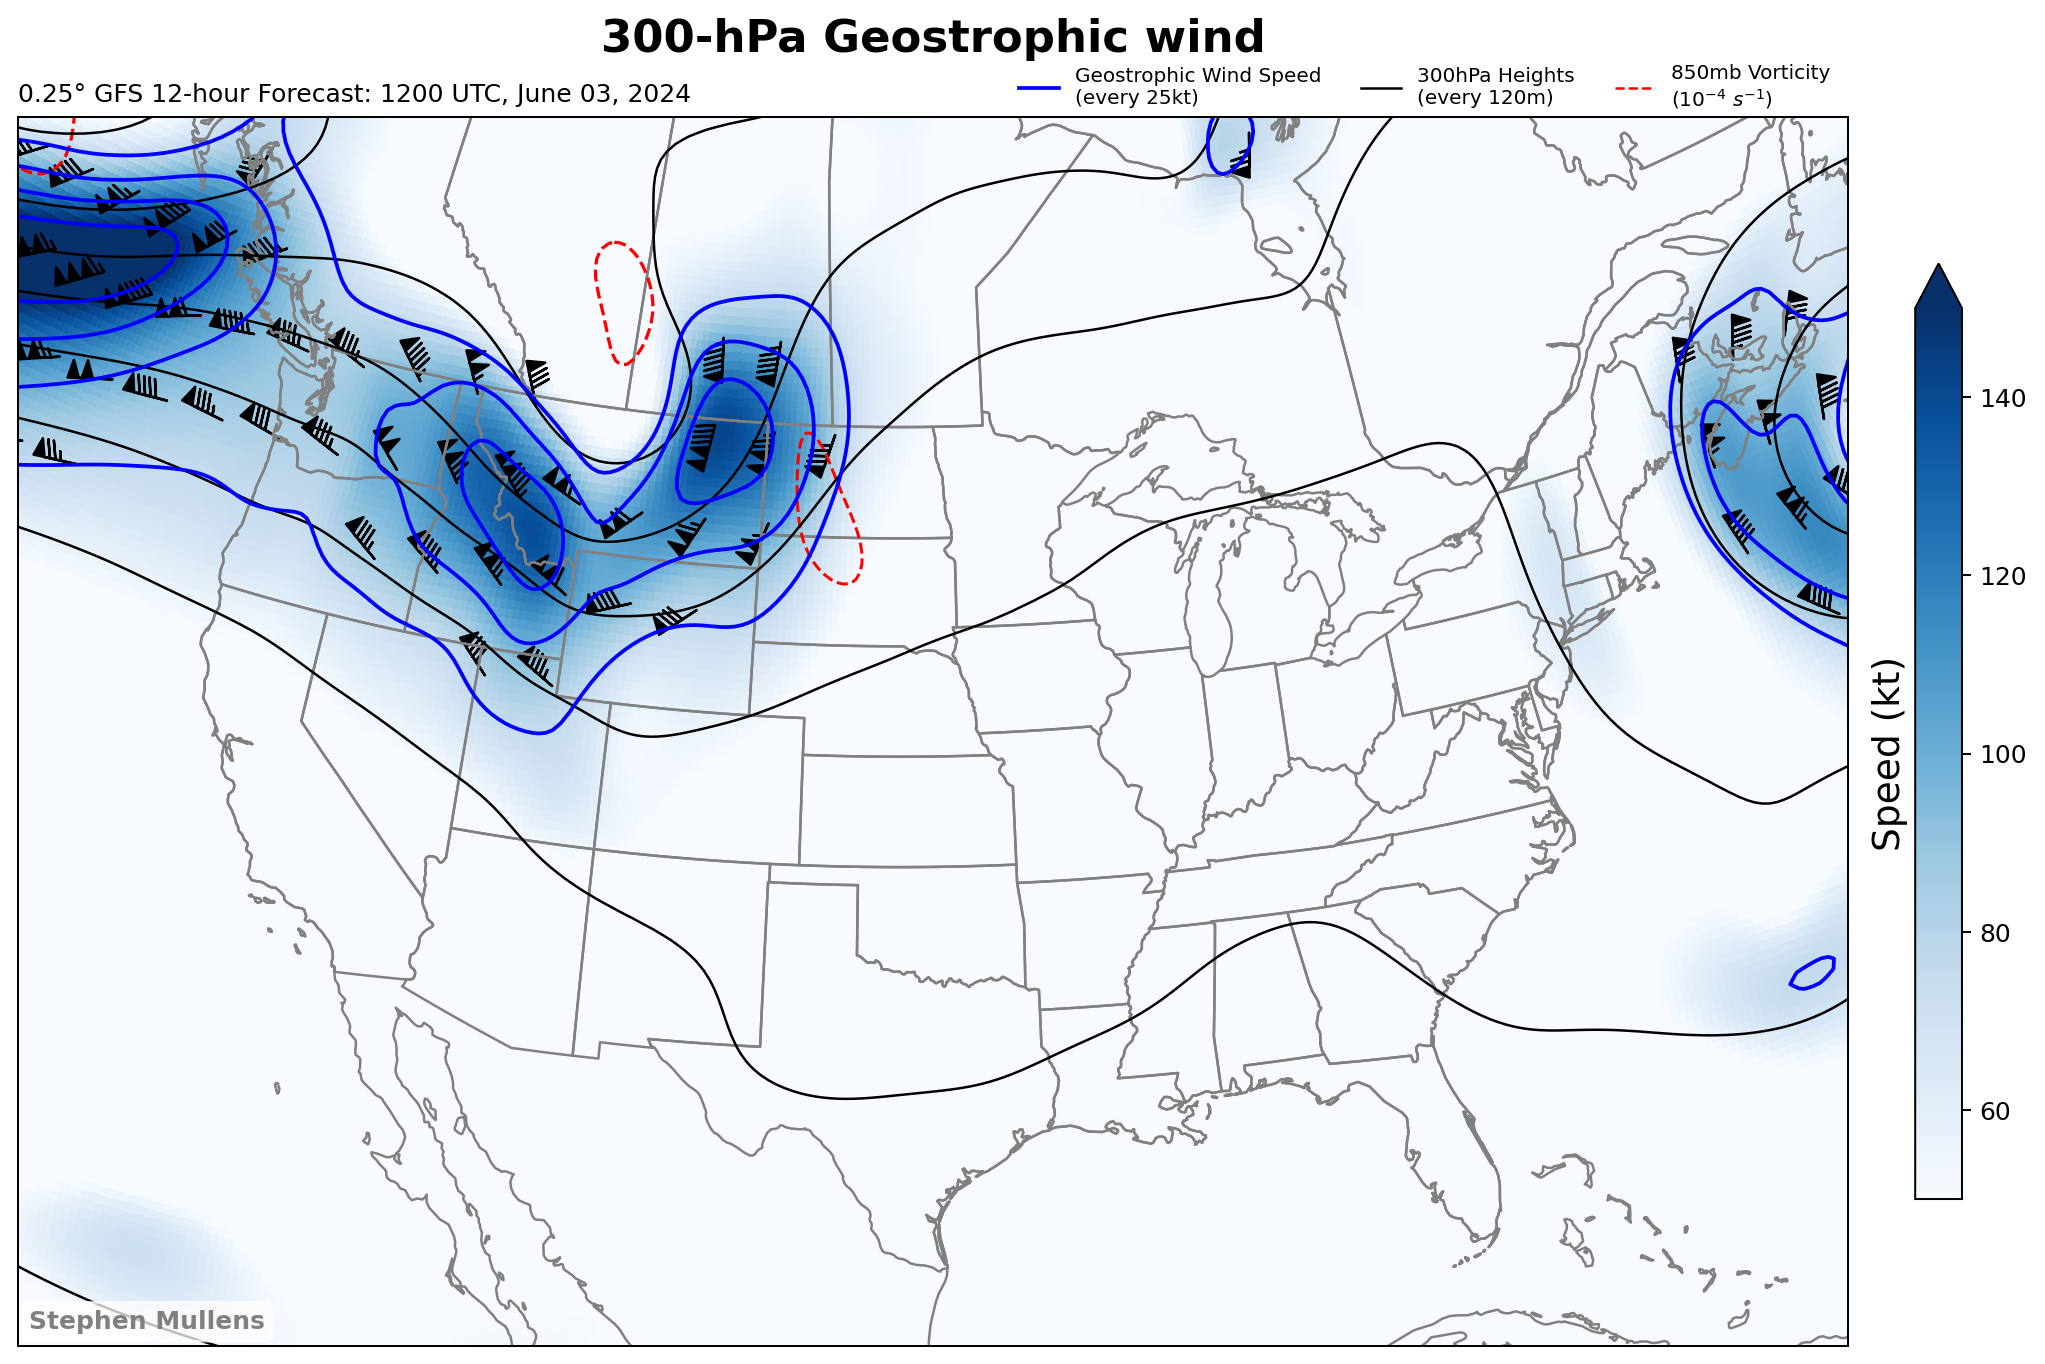 300-hPa Geostrophic wind
0.25° GFS 12-hour Forecast: 1200 UTC, June 03, 2024
Geostrophic Wind Speed
(every 25kt)
300hPa Heights
(every 120m)
850mb Vorticity
(10⁻⁴ s⁻¹)
140
120
100
80
60
Speed (kt)
Stephen Mullens